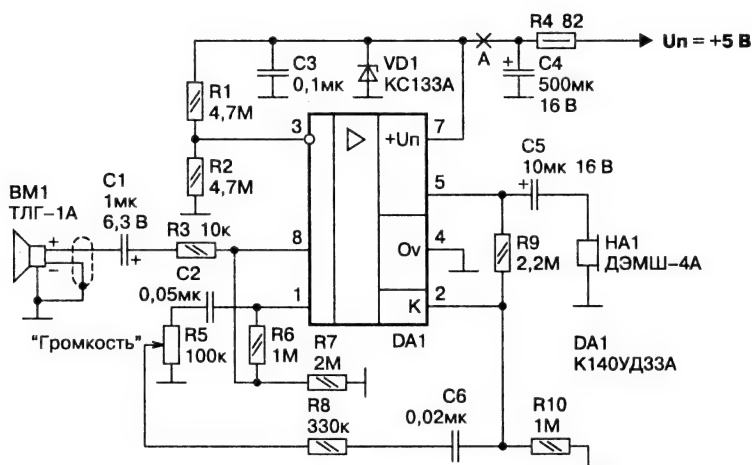 R4 82
Uп = +5 В
А
C3
0,1мк
VD1
КС133А
C4
500мк
16 В
+
R1
4,7М
3
+Uп
7
R2
4,7М
C5
10мк 16 В
+
5
ВМ1
ТЛГ–1А
C1
1мк
6,3 В
R3 10к
8
+
–
+
Ov
4
R9
2,2М
НА1
ДЭМШ–4А
C2
0,05мк
1
К
2
"Громкость"
R5
100к
R6
1М
R7
2М
DA1
DA1
К140УД33А
R8
330к
C6
0,02мк
R10
1М